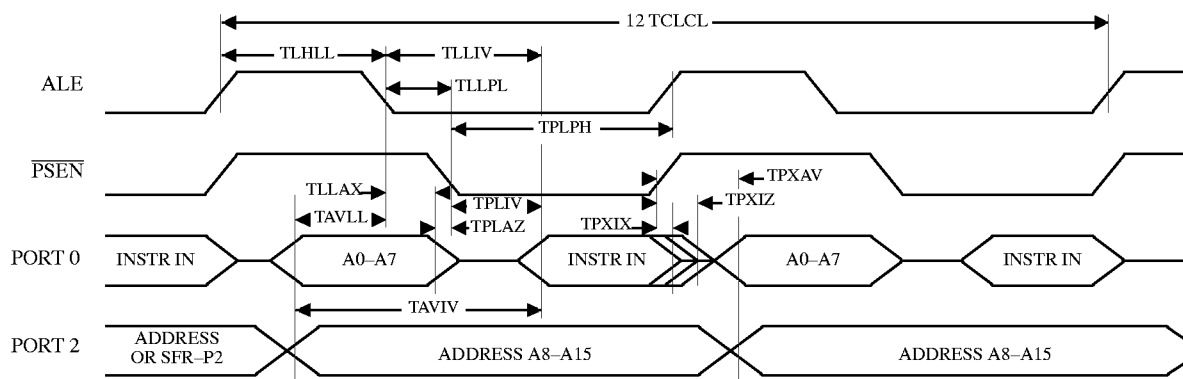 12 TCLCL
TLHLL
TLLIV
ALE
TLLPL
TPLPH
PSEN
TLLAX
TPXAV
TPLIV
TPXIZ
TAVLL
TPLAZ
TPXIX
PORT 0
INSTR IN
A0–A7
INSTR IN
A0–A7
INSTR IN
TAVIV
PORT 2
ADDRESS
OR SFR–P2
ADDRESS A8–A15
ADDRESS A8–A15